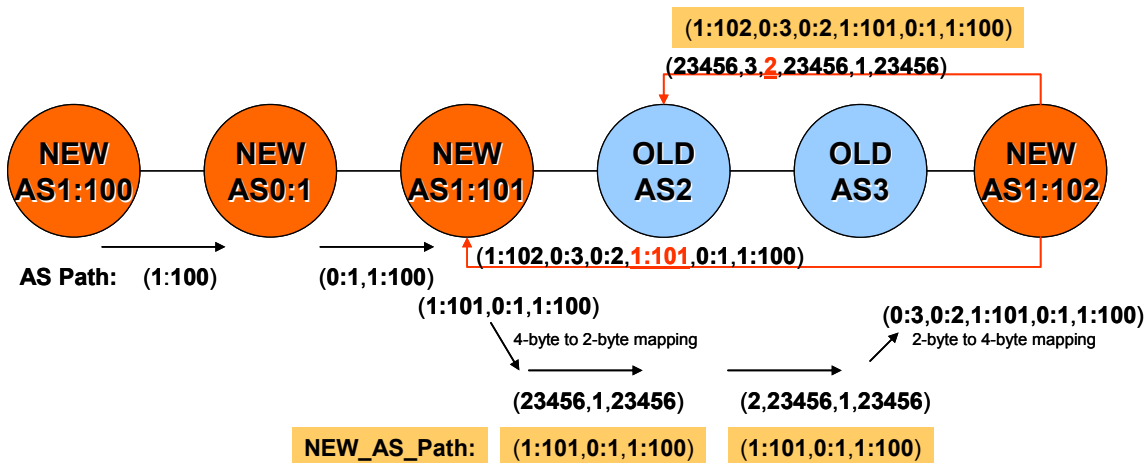 (1:102,0:3,0:2,1:101,0:1,1:100)
(23456,3,2,23456,1,23456)
NEW
AS1:100
NEW
AS0:1
NEW
AS1:101
OLD
AS2
OLD
AS3
NEW
AS1:102
(1:102,0:3,0:2,1:101,0:1,1:100)
AS Path:
(1:100)
(0:1,1:100)
(1:101,0:1,1:100)
(0:3,0:2,1:101,0:1,1:100)
4-byte to 2-byte mapping
2-byte to 4-byte mapping
(23456,1,23456)
(2,23456,1,23456)
NEW_AS_Path:
(1:101,0:1,1:100)
(1:101,0:1,1:100)